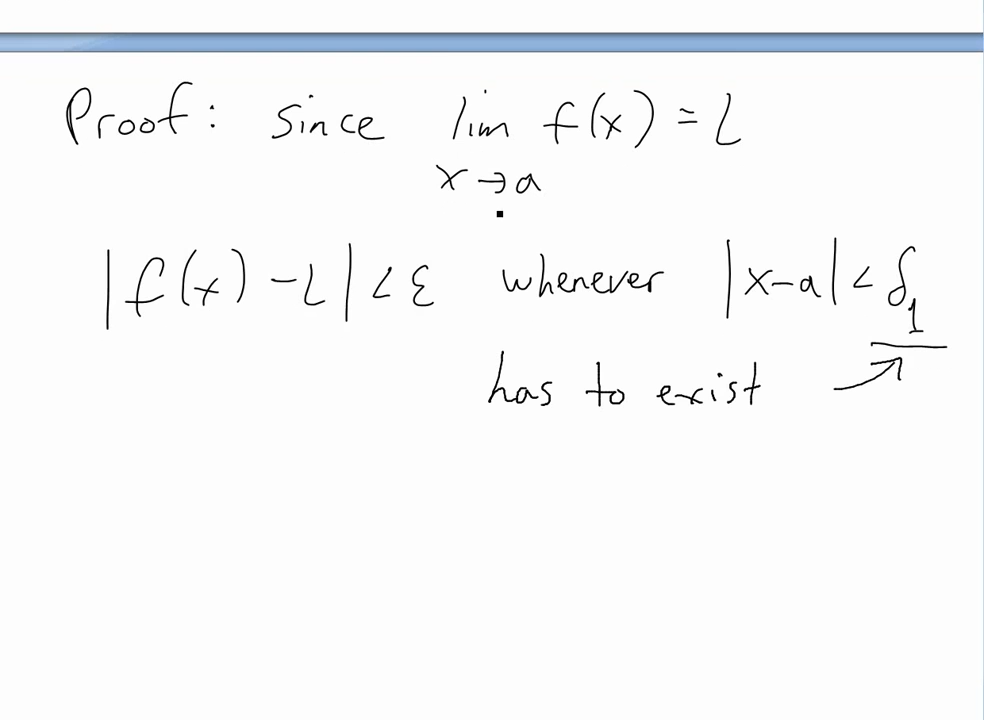 Proof: since lim f(x) = L
x→a
|f(x) - L| < ε whenever |x-a| < δ₁
has to exist